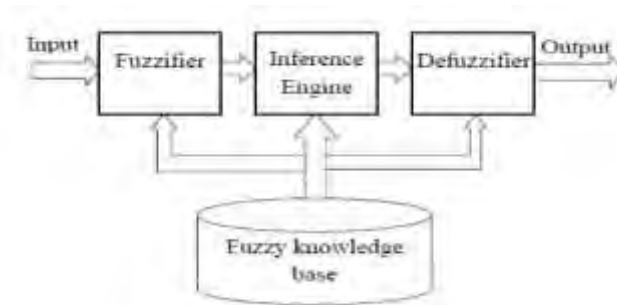 Input
Fuzzifier
Inference
Engine
Defuzzifier
Output
Fuzzy knowledge
base